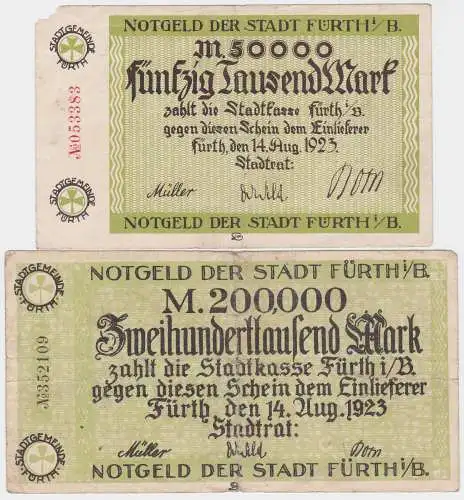 NOTGELD DER STADT FÜRTH i/B.
STADTGEMEINDE FÜRTH
M. 50000
fünfzig Tausend Mark
zahlt die Stadtkasse fürth i/B.
gegen diesen Schein dem Einlieferer
fürth, den 14. Aug. 1923.
Stadtrat:
Müller
Dorn
№053383
STADTGEMEINDE FÜRTH
NOTGELD DER STADT FÜRTH i/B.
STADTGEMEINDE FÜRTH
NOTGELD DER STADT FÜRTH i/B.
M. 200,000
Zweihunderttausend Mark
zahlt die Stadtkasse Fürth i/B.
gegen diesen Schein dem Einlieferer
Fürth, den 14. Aug. 1923
Stadtrat:
Müller
Dorn
№352109
STADTGEMEINDE FÜRTH
NOTGELD DER STADT FÜRTH i/B.